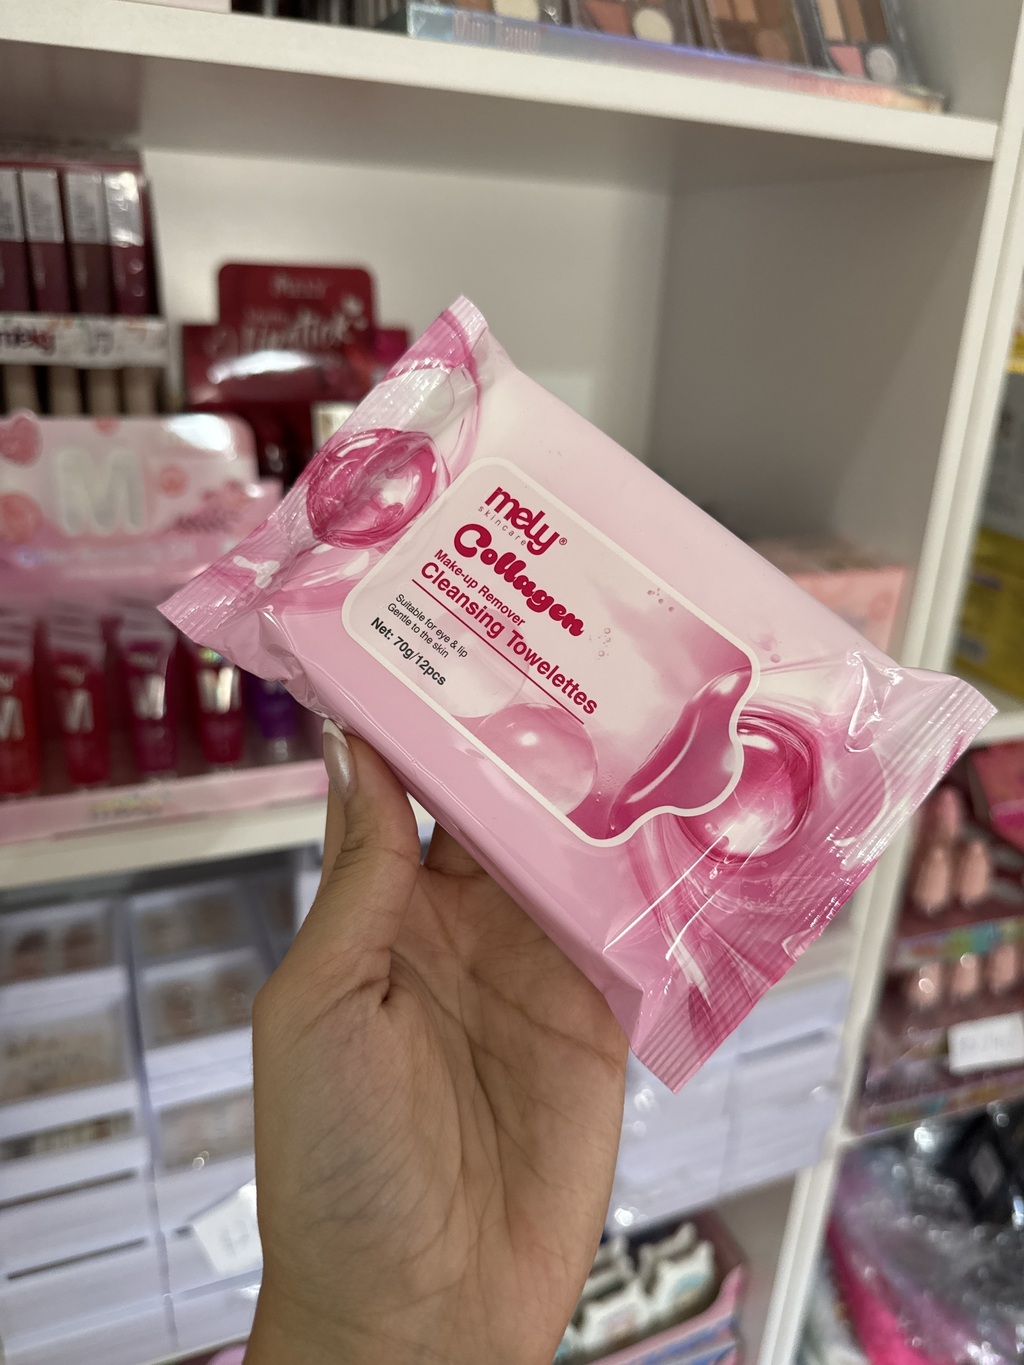 mely®
skincare
Collagen
Make-up Remover
Cleansing Towelettes
Suitable for eye & lip
Gentle to the skin
Net: 70g/12pcs
M